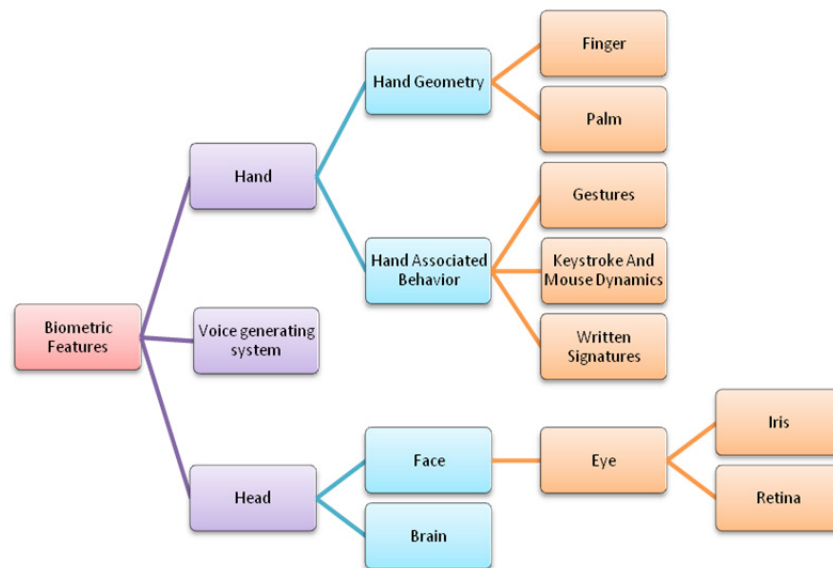 Biometric
Features
Hand
Voice generating
system
Head
Hand Geometry
Hand Associated
Behavior
Face
Brain
Finger
Palm
Gestures
Keystroke And
Mouse Dynamics
Written
Signatures
Eye
Iris
Retina